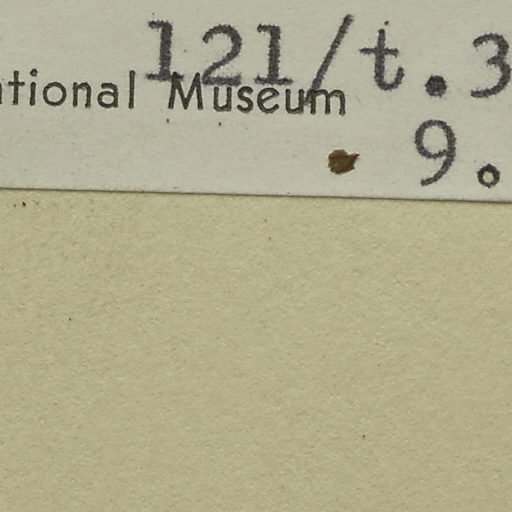 121/t.3
ational Museum
9.